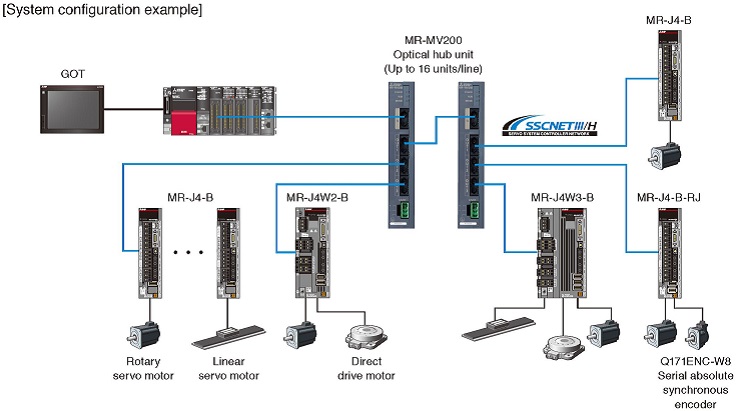 [System configuration example]
MR-J4-B
MR-MV200
Optical hub unit
(Up to 16 units/line)
GOT
SSCNETIII/H
SERVO SYSTEM CONTROLLER NETWORK
MR-J4-B
MR-J4W2-B
MR-J4W3-B
MR-J4-B-RJ
Rotary
servo motor
Linear
servo motor
Direct
drive motor
Q171ENC-W8
Serial absolute
synchronous
encoder